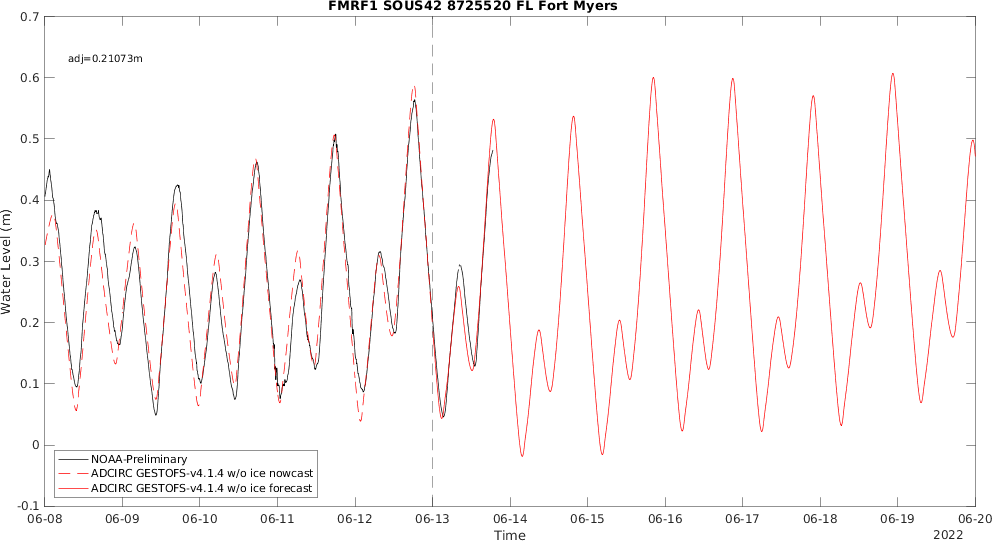 FMRF1 SOUS42 8725520 FL Fort Myers
0.7
adj=0.21073m
0.6
0.5
0.4
0.3
0.2
0.1
0
-0.1
Water Level (m)
NOAA-Preliminary
ADCIRC GESTOFS-v4.1.4 w/o ice nowcast
ADCIRC GESTOFS-v4.1.4 w/o ice forecast
06-08 06-09 06-10 06-11 06-12 06-13 06-14 06-15 06-16 06-17 06-18 06-19 06-20
Time
2022